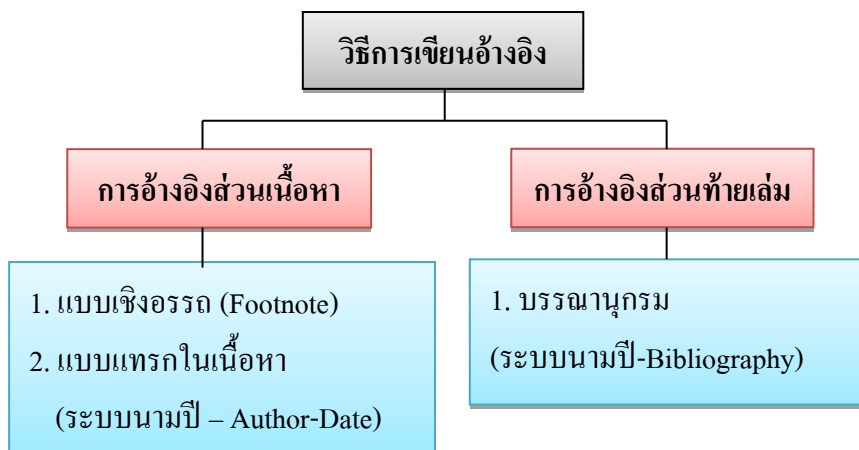 วิธีการเขียนอ้างอิง
การอ้างอิงส่วนเนื้อหา
1. แบบเชิงอรรถ (Footnote)
2. แบบแทรกในเนื้อหา
(ระบบนามปี – Author-Date)
การอ้างอิงส่วนท้ายเล่ม
1. บรรณานุกรม
(ระบบนามปี-Bibliography)